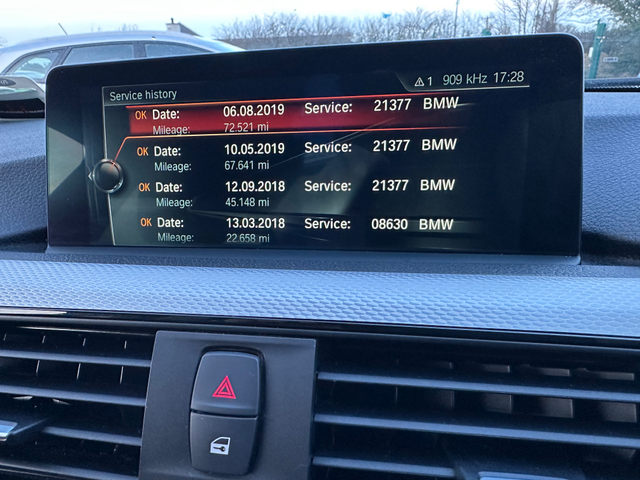 ⚠1 909 kHz 17:28
Service history
OK Date: 06.08.2019 Service: 21377 BMW
Mileage: 72.521 mi
OK Date: 10.05.2019 Service: 21377 BMW
Mileage: 67.641 mi
OK Date: 12.09.2018 Service: 21377 BMW
Mileage: 45.148 mi
OK Date: 13.03.2018 Service: 08630 BMW
Mileage: 22.658 mi